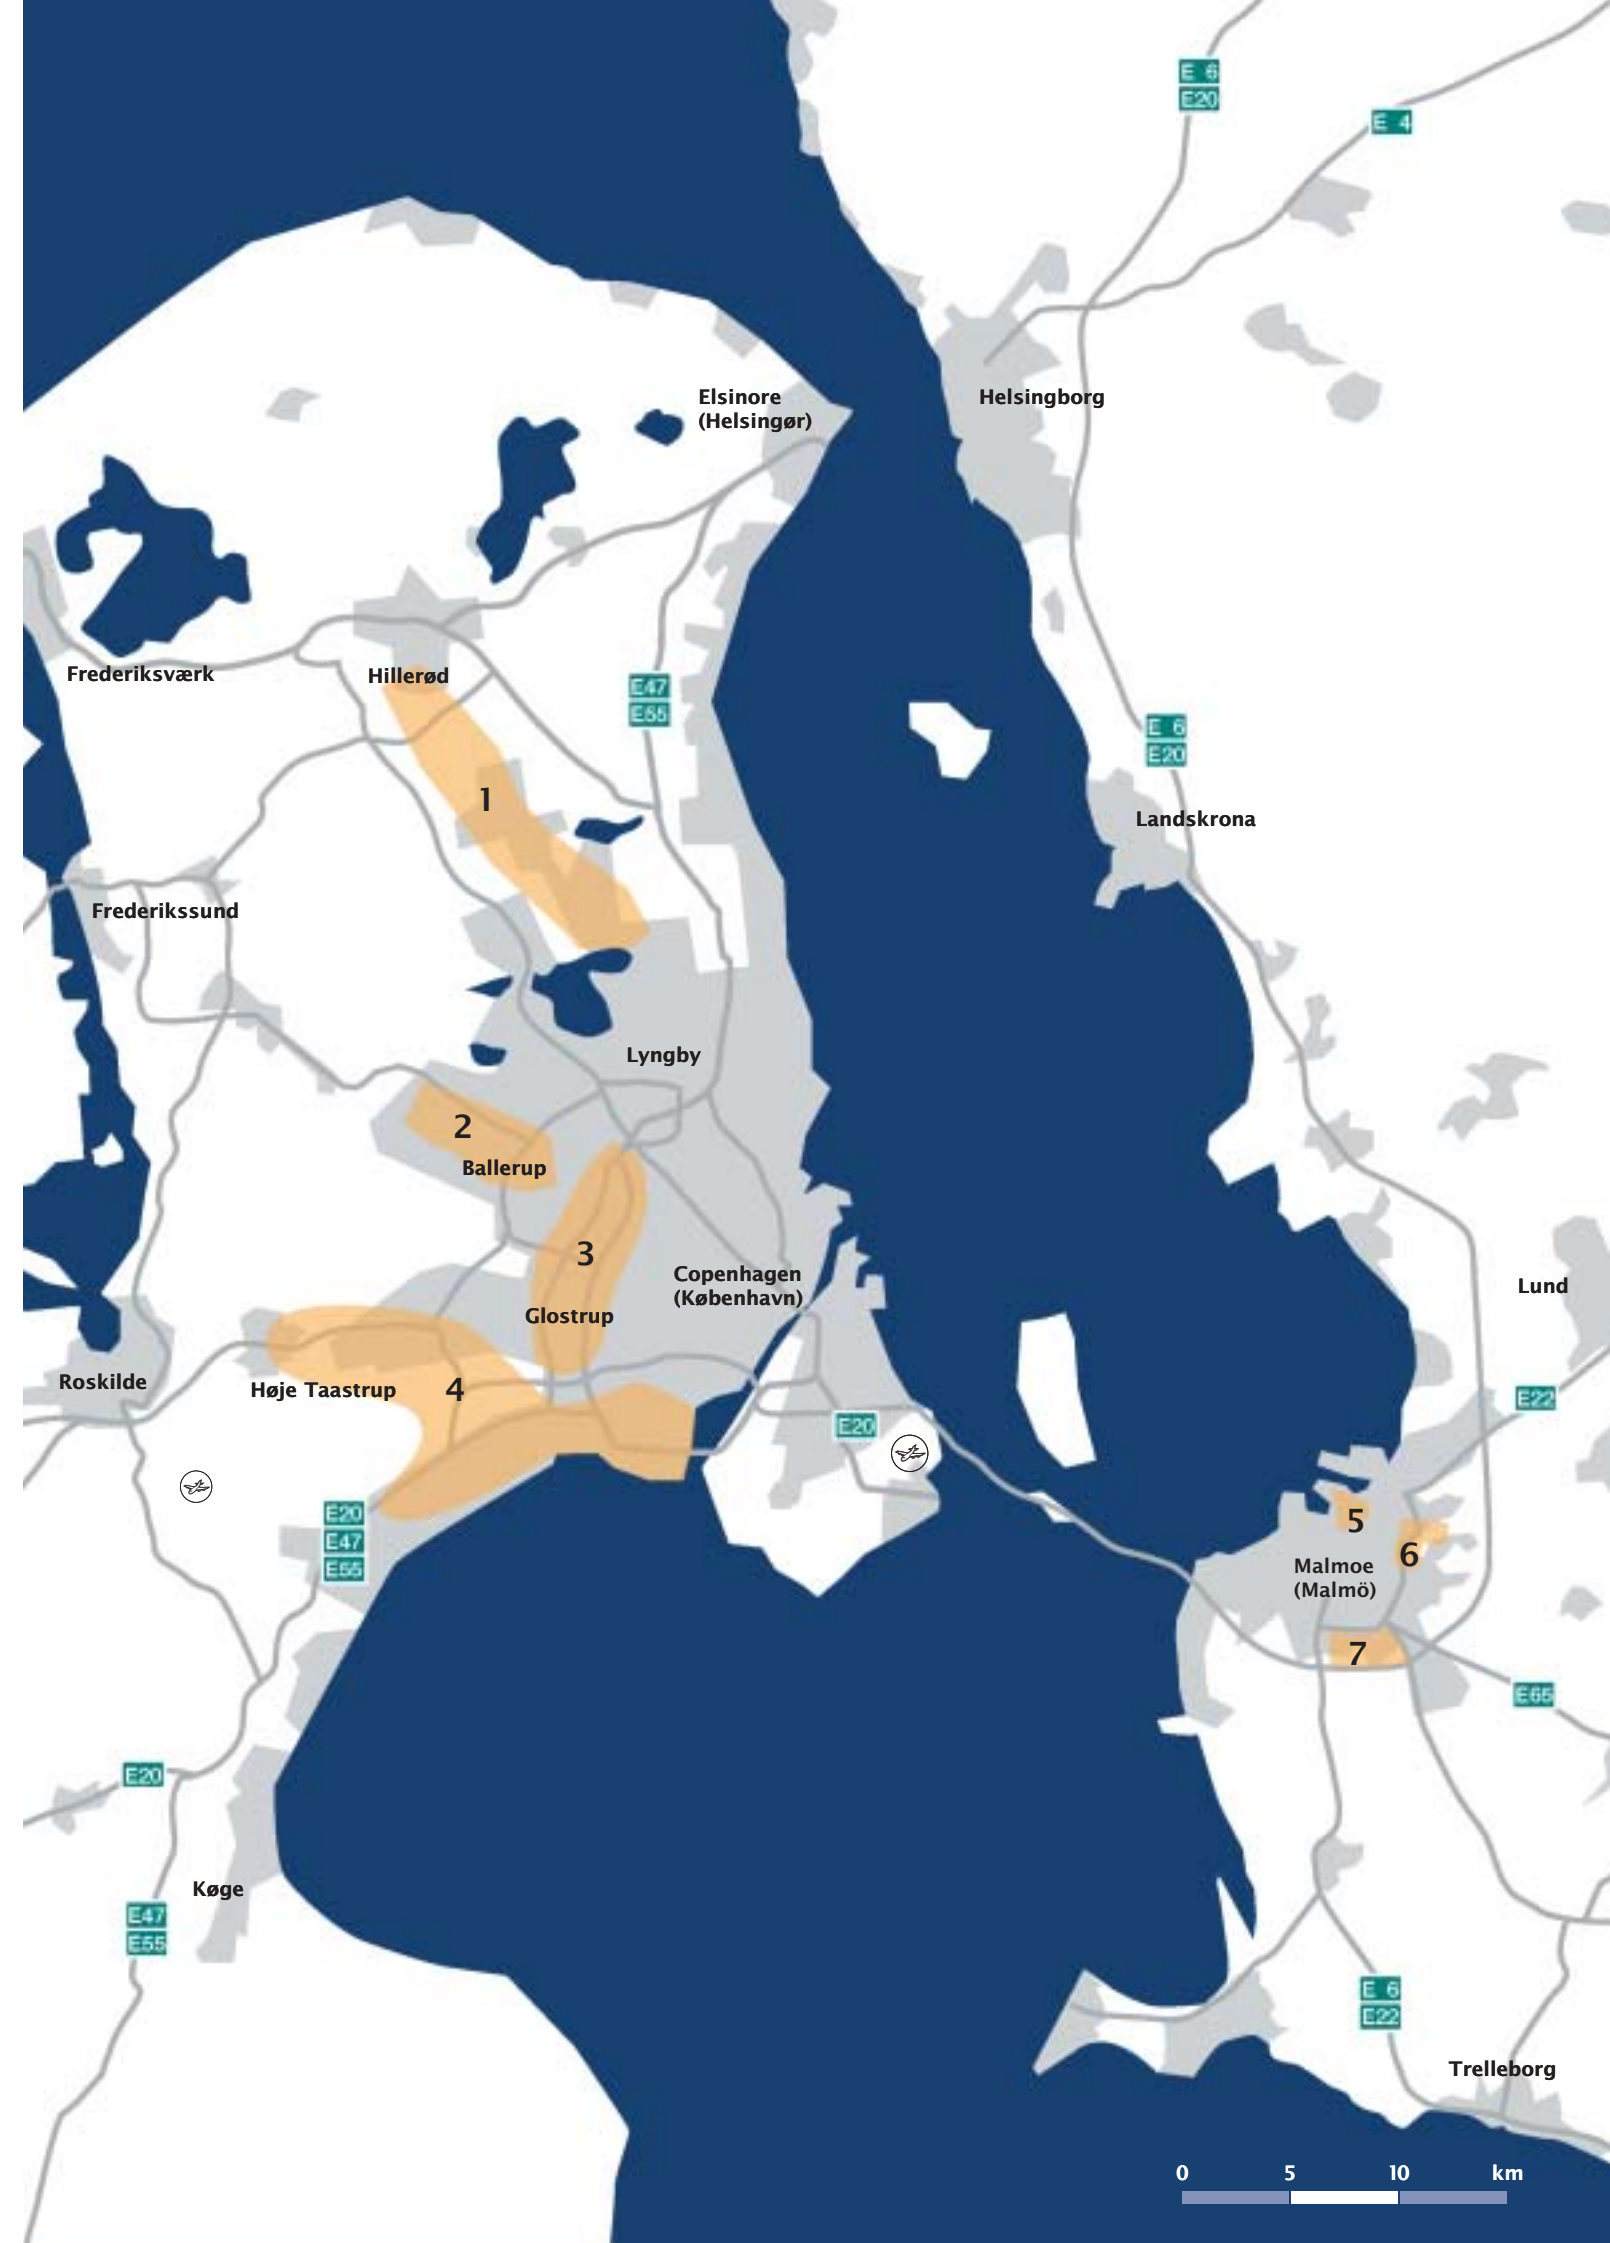 E 6
E20
E 4
Elsinore
(Helsingør)
Helsingborg
Frederiksværk
Hillerød
E47
E55
E 6
E20
1
Landskrona
Frederikssund
Lyngby
2
Ballerup
3
Copenhagen
(København)
Lund
Glostrup
Roskilde
Høje Taastrup
4
E22
E20
E20
E47
E55
5
6
Malmoe
(Malmö)
7
E65
E20
Køge
E47
E55
E 6
E22
Trelleborg
0 5 10 km